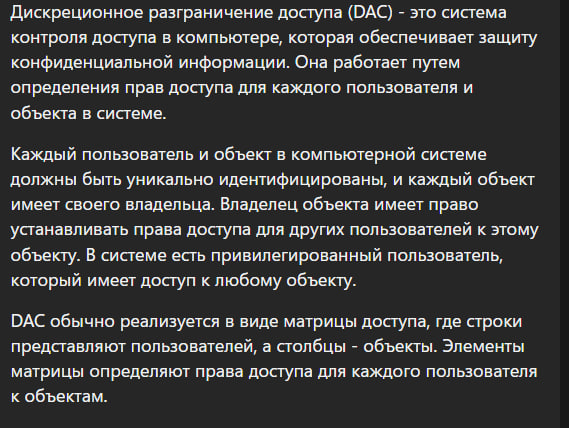 Дискреционное разграничение доступа (DAC) - это система
контроля доступа в компьютере, которая обеспечивает защиту
конфиденциальной информации. Она работает путем
определения прав доступа для каждого пользователя и
объекта в системе.
Каждый пользователь и объект в компьютерной системе
должны быть уникально идентифицированы, и каждый объект
имеет своего владельца. Владелец объекта имеет право
устанавливать права доступа для других пользователей к этому
объекту. В системе есть привилегированный пользователь,
который имеет доступ к любому объекту.
DAC обычно реализуется в виде матрицы доступа, где строки
представляют пользователей, а столбцы - объекты. Элементы
матрицы определяют права доступа для каждого пользователя
к объектам.